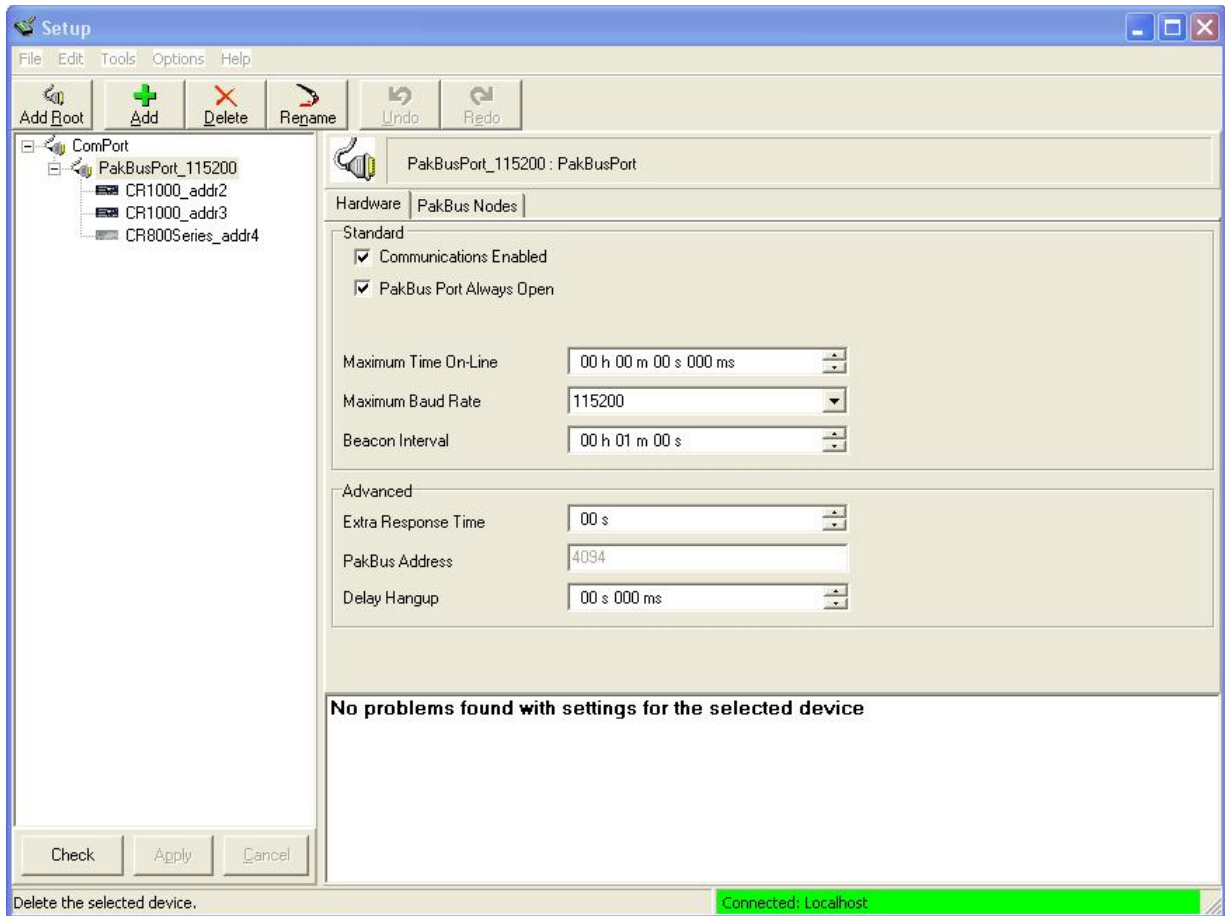 Setup
File Edit Tools Options Help
Add Root Add Delete Rename Undo Redo
ComPort
PakBusPort_115200
CR1000_addr2
CR1000_addr3
CR800Series_addr4
PakBusPort_115200 : PakBusPort
Hardware PakBus Nodes
Standard
Communications Enabled
PakBus Port Always Open
Maximum Time On-Line 00 h 00 m 00 s 000 ms
Maximum Baud Rate 115200
Beacon Interval 00 h 01 m 00 s
Advanced
Extra Response Time 00 s
PakBus Address 4094
Delay Hangup 00 s 000 ms
No problems found with settings for the selected device
Check Apply Cancel
Delete the selected device. Connected: Localhost